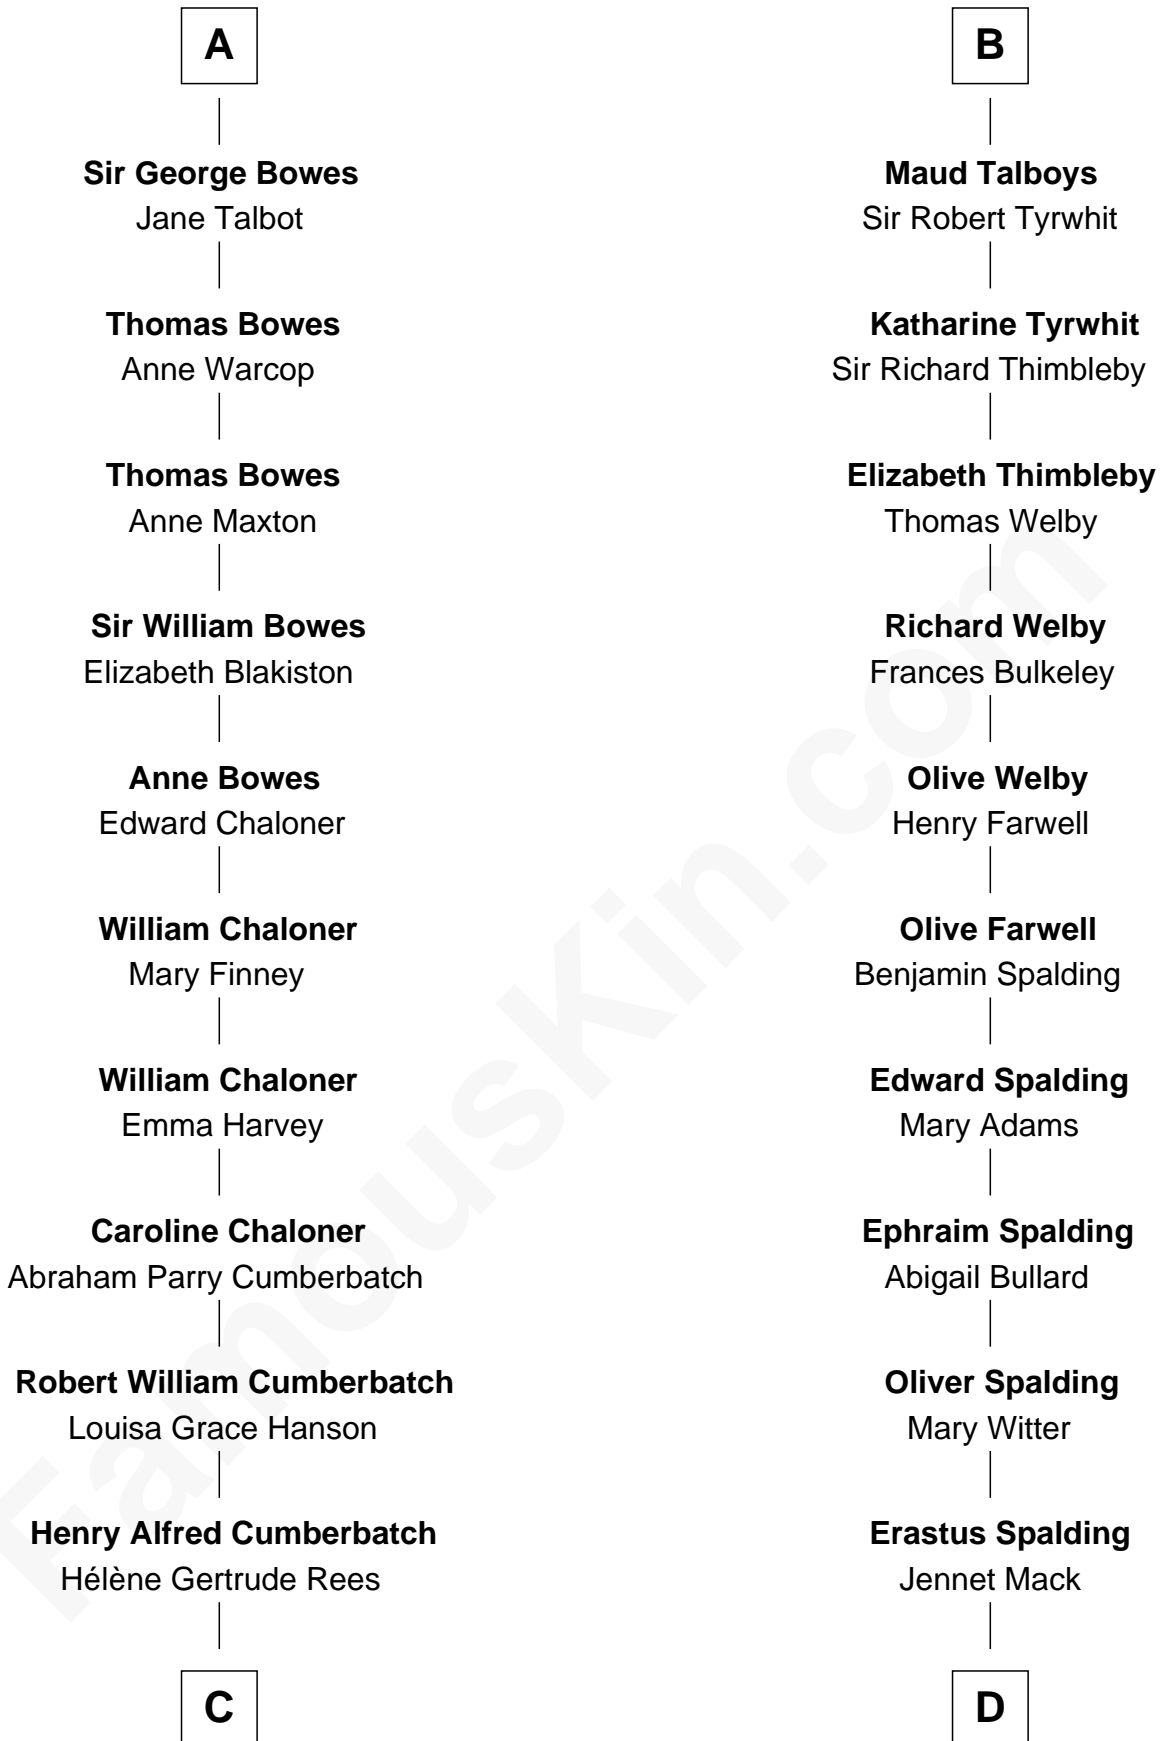 A
Sir George Bowes
Jane Talbot
Thomas Bowes
Anne Warcop
Thomas Bowes
Anne Maxton
Sir William Bowes
Elizabeth Blakiston
Anne Bowes
Edward Chaloner
William Chaloner
Mary Finney
William Chaloner
Emma Harvey
Caroline Chaloner
Abraham Parry Cumberbatch
Robert William Cumberbatch
Louisa Grace Hanson
Henry Alfred Cumberbatch
Hélène Gertrude Rees
C
B
Maud Talboys
Sir Robert Tyrwhit
Katharine Tyrwhit
Sir Richard Thimbleby
Elizabeth Thimbleby
Thomas Welby
Richard Welby
Frances Bulkeley
Olive Welby
Henry Farwell
Olive Farwell
Benjamin Spalding
Edward Spalding
Mary Adams
Ephraim Spalding
Abigail Bullard
Oliver Spalding
Mary Witter
Erastus Spalding
Jennet Mack
D
FamousKin.com